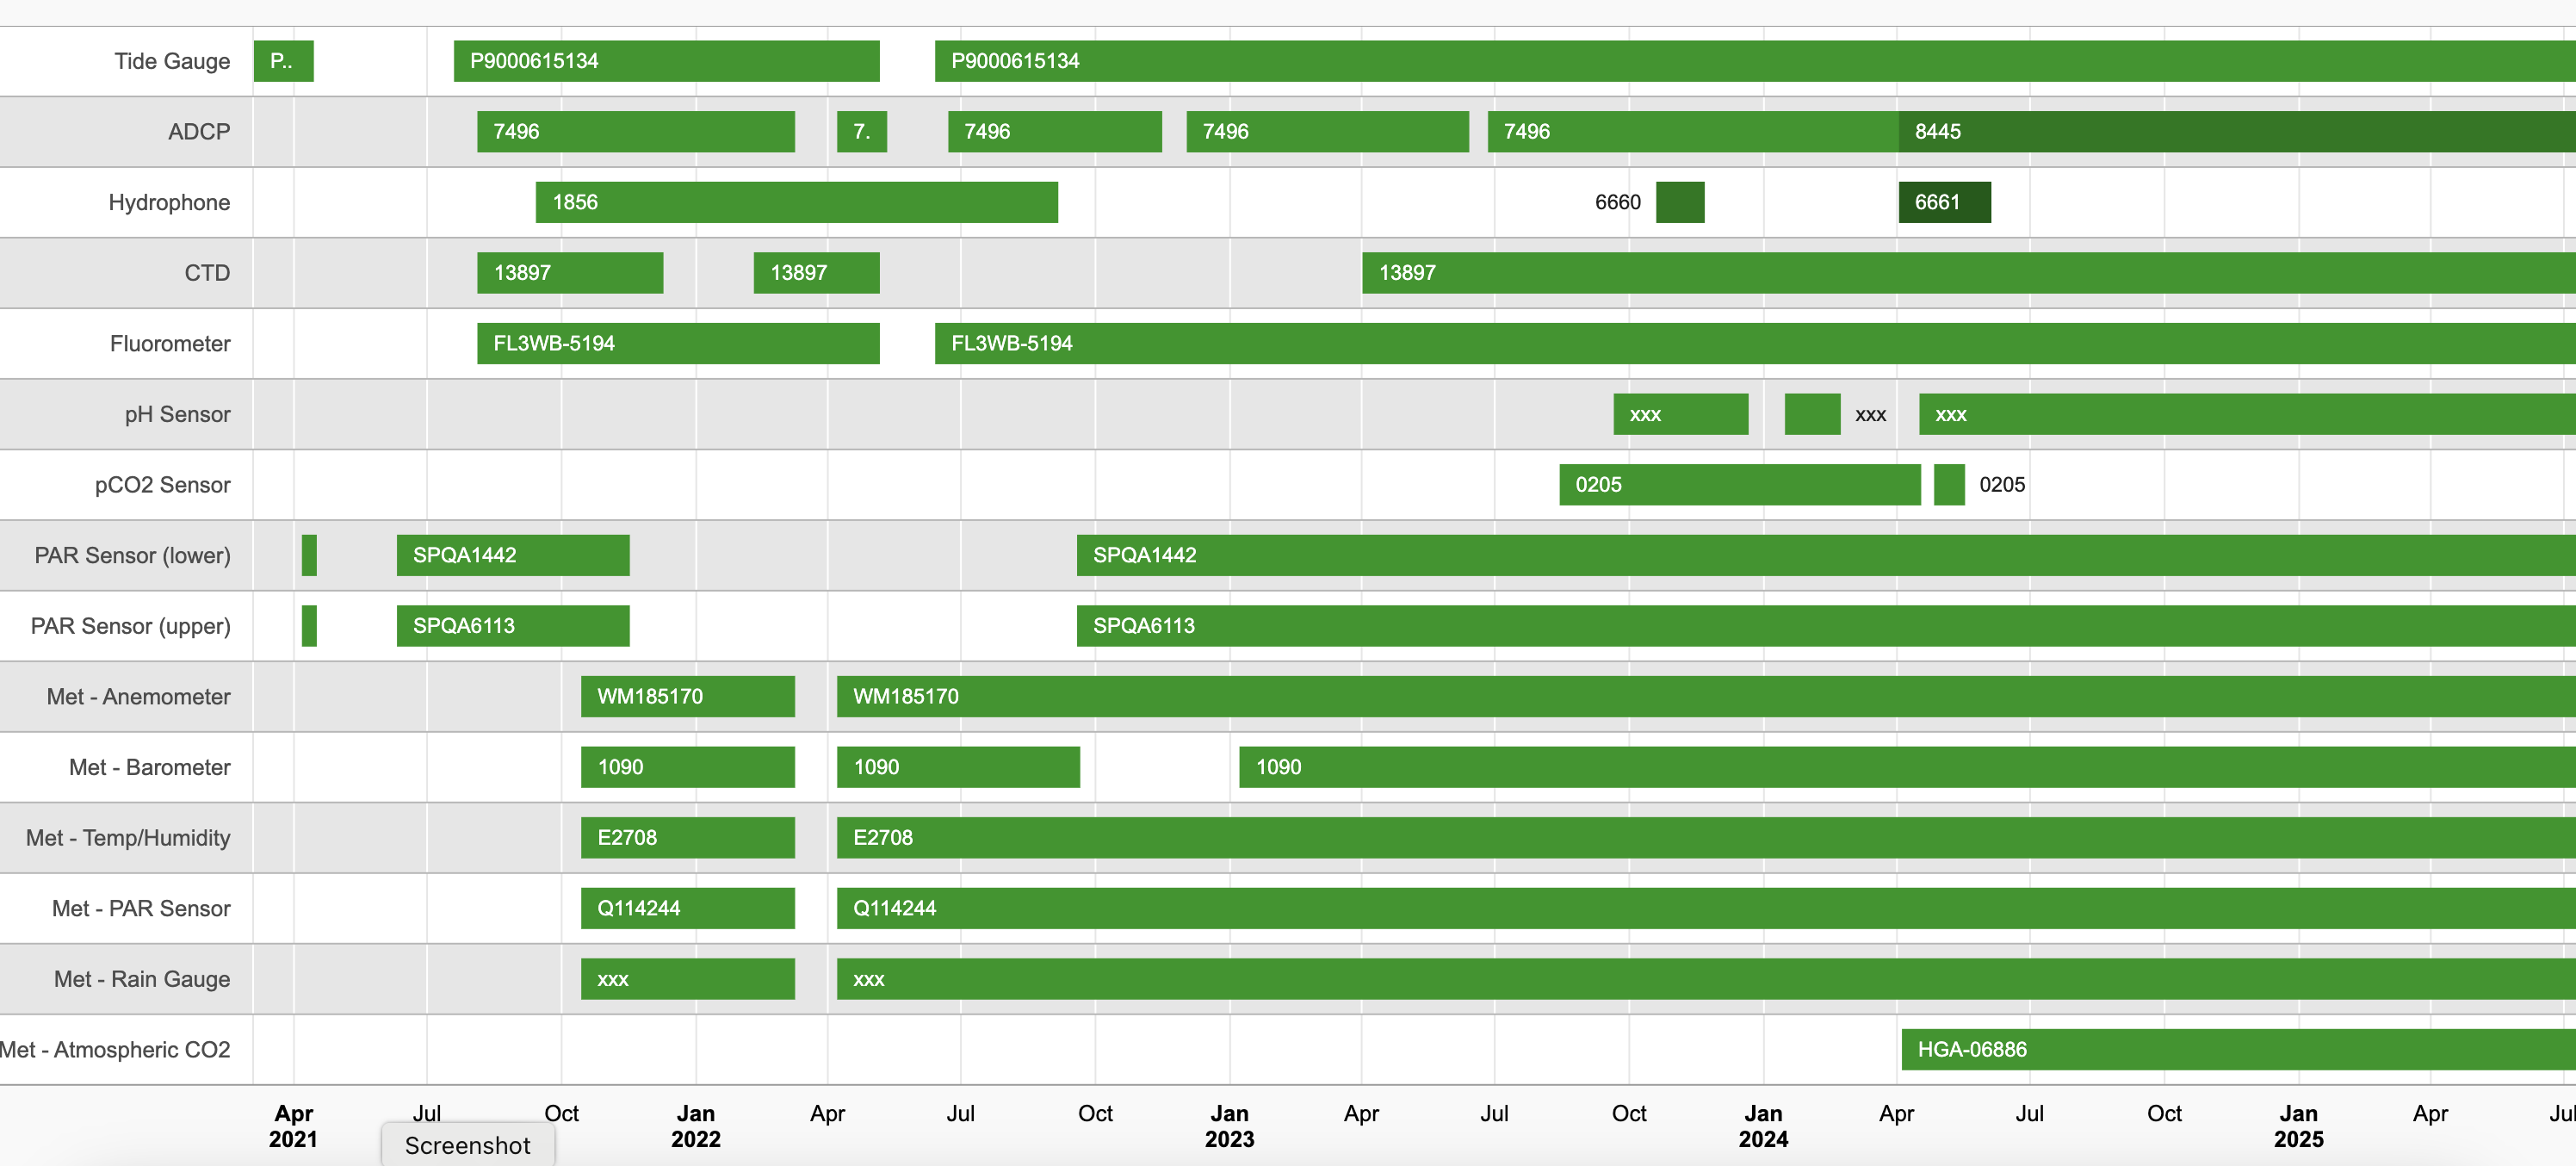 Tide Gauge P.. P9000615134 P9000615134
ADCP 7496 7. 7496 7496 7496 8445
Hydrophone 1856 6660 6661
CTD 13897 13897 13897
Fluorometer FL3WB-5194 FL3WB-5194
pH Sensor xxx xxx xxx
pCO2 Sensor 0205 0205
PAR Sensor (lower) SPQA1442 SPQA1442
PAR Sensor (upper) SPQA6113 SPQA6113
Met - Anemometer WM185170 WM185170
Met - Barometer 1090 1090 1090
Met - Temp/Humidity E2708 E2708
Met - PAR Sensor Q114244 Q114244
Met - Rain Gauge xxx xxx
Met - Atmospheric CO2 HGA-06886
Apr Jul Oct Jan Apr Jul Oct Jan Apr Jul Oct Jan Apr Jul Oct Jan Apr Jul
2021 2022 2023 2024 2025
Screenshot